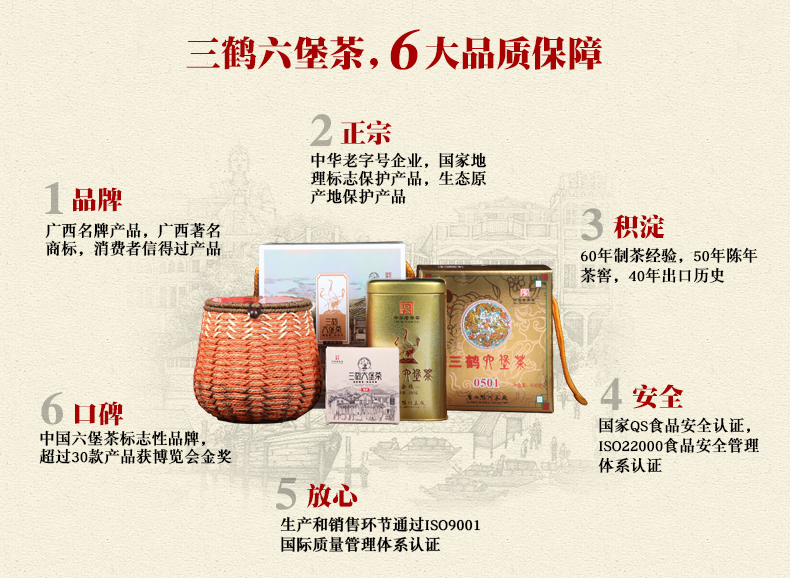 三鹤六堡茶，6大品质保障
1 品牌
广西名牌产品，广西著名
商标，消费者信得过产品
2 正宗
中华老字号企业，国家地
理标志保护产品，生态原
产地保护产品
3 积淀
60年制茶经验，50年陈年
茶窖，40年出口历史
4 安全
国家QS食品安全认证，
ISO22000食品安全管理
体系认证
5 放心
生产和销售环节通过ISO9001
国际质量管理体系认证
6 口碑
中国六堡茶标志性品牌，
超过30款产品获博览会金奖
三鹤
六堡茶
三鹤六堡茶
三鹤六堡茶
三鹤六堡茶
0501